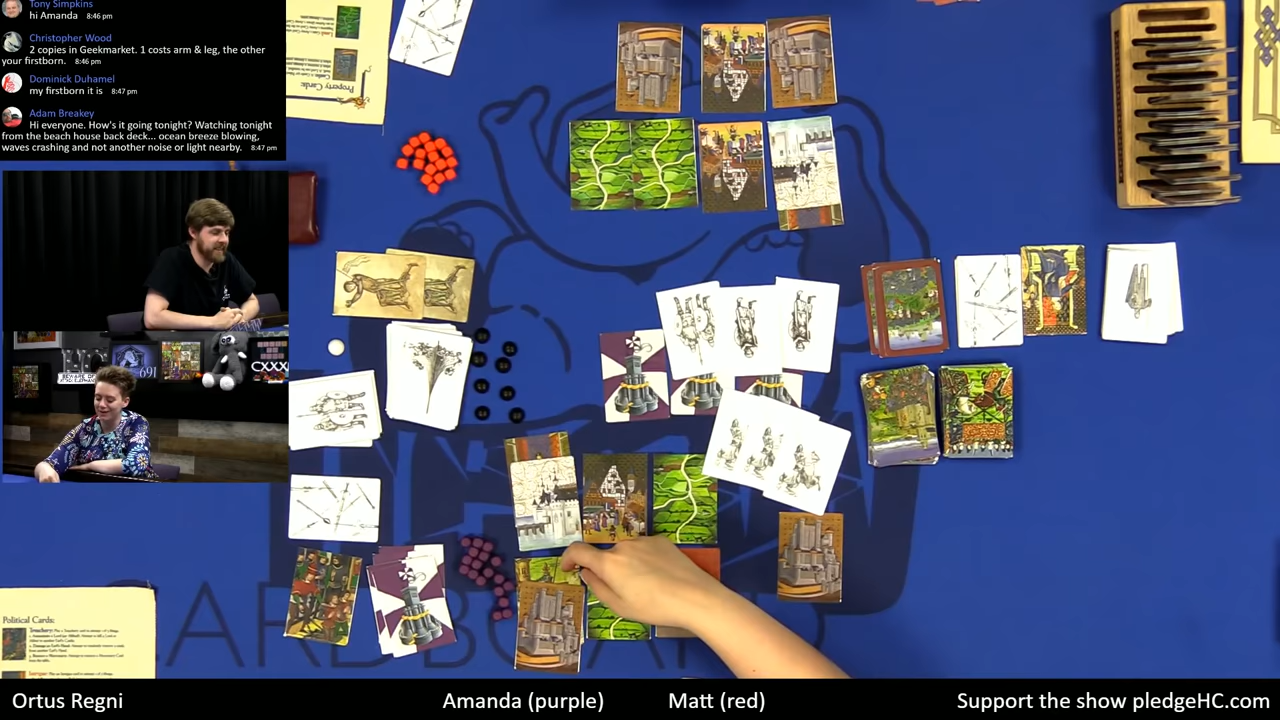 Tony Simpkins
hi Amanda 8:46 pm
Christopher Wood
2 copies in Geekmarket. 1 costs arm & leg, the other
your firstborn. 8:46 pm
Dominick Duhamel
my firstborn it is 8:47 pm
Adam Breakey
Hi everyone. How's it going tonight? Watching tonight
from the beach house back deck... ocean breeze blowing,
waves crashing and not another noise or light nearby. 8:47 pm
Property Cards:
691
Political Cards:
Treachery:
Ortus Regni
Amanda (purple)
Matt (red)
Support the show pledgeHC.com